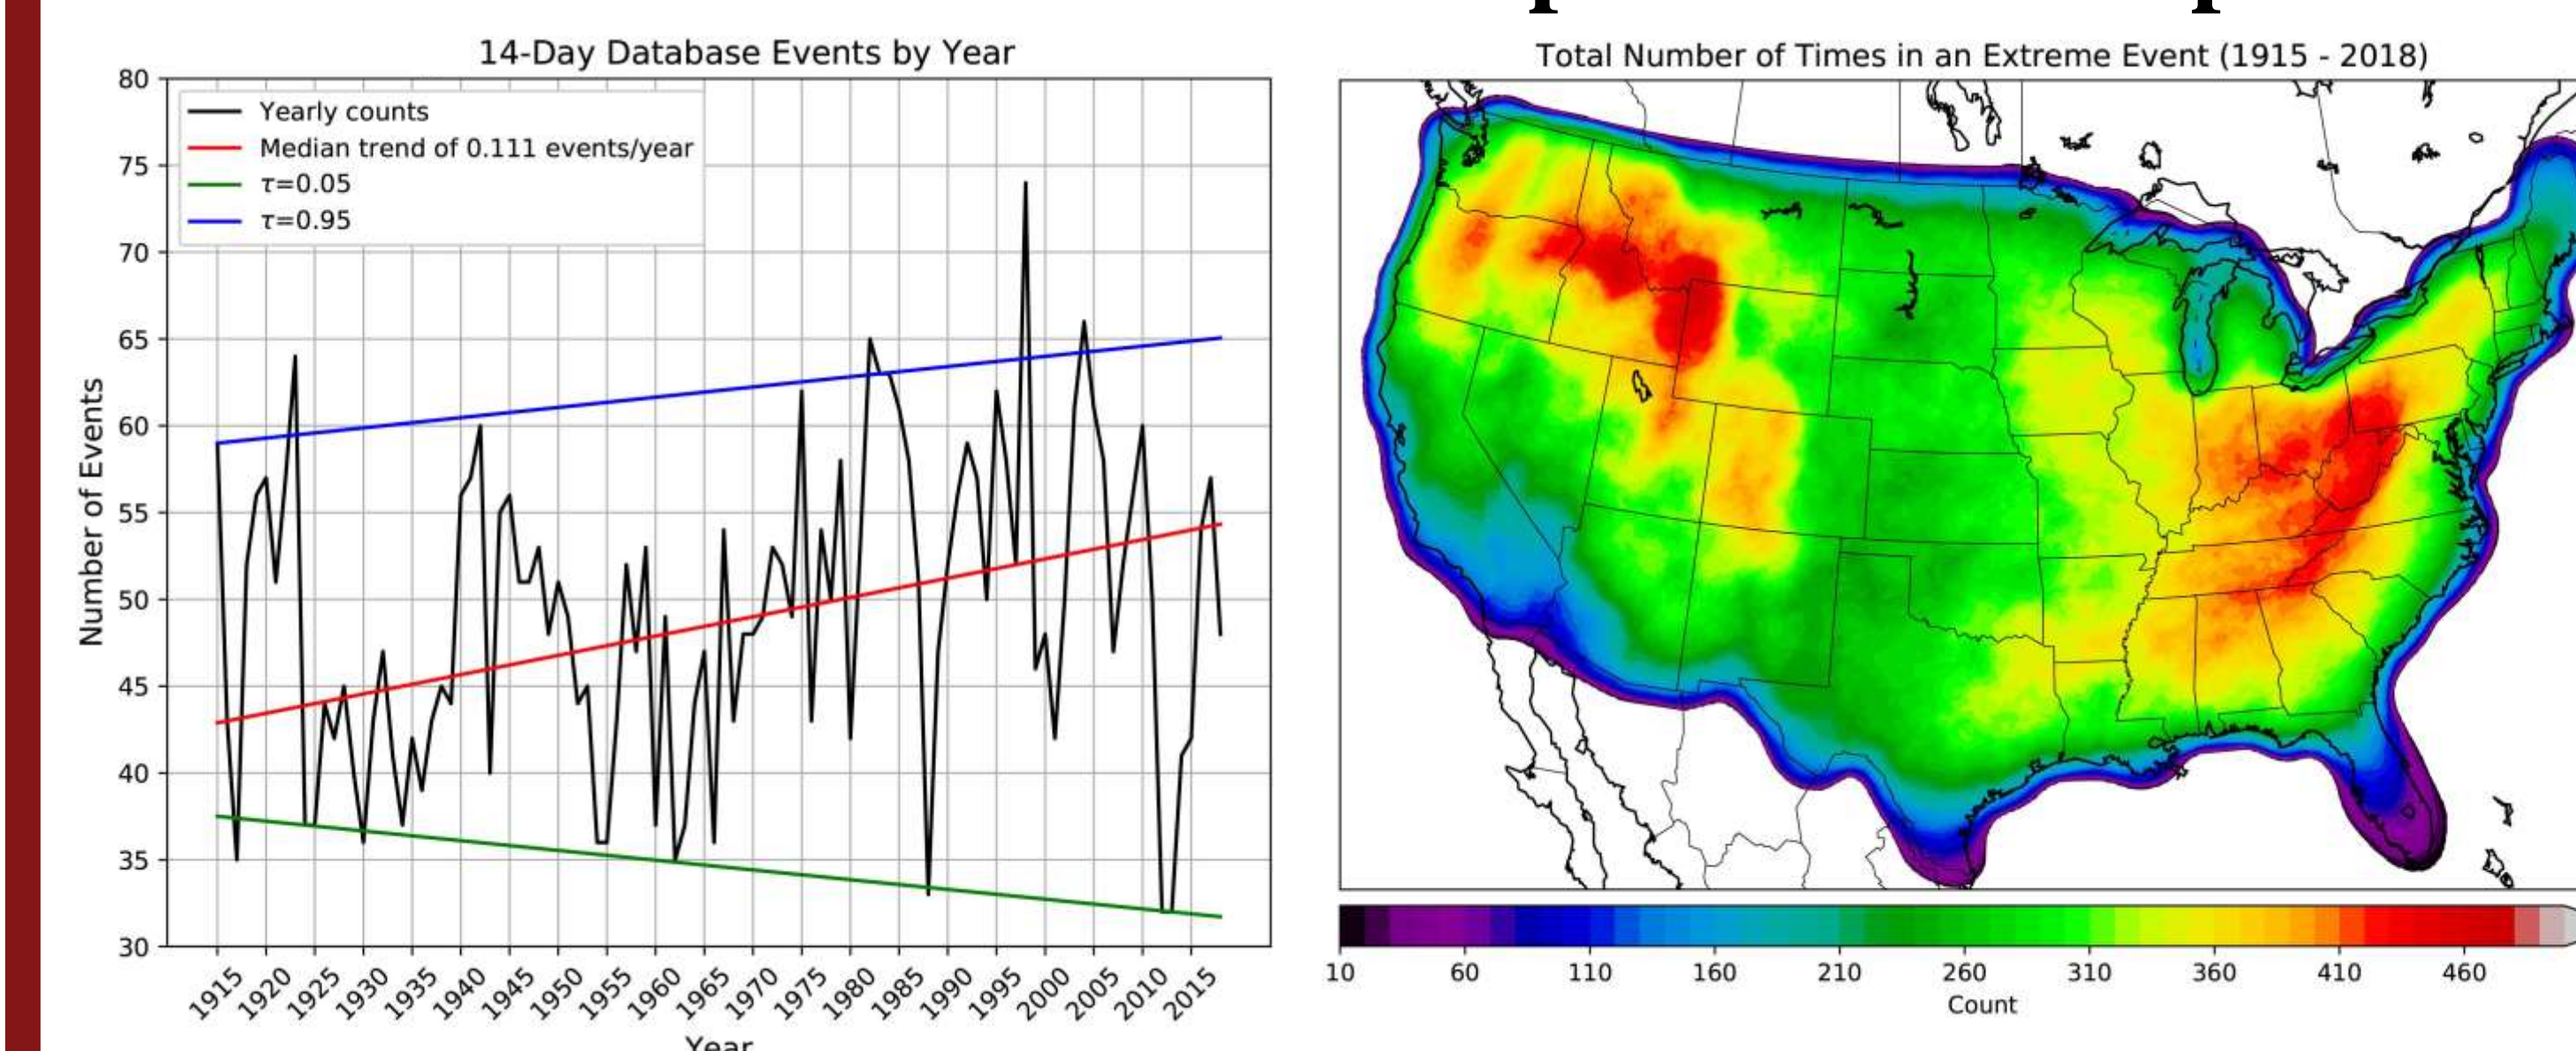 14-Day Database Events by Year
80
75
70
65
60
55
50
45
40
35
30
Number of Events
Yearly counts
Median trend of 0.111 events/year
τ=0.05
τ=0.95
1915 1920 1925 1930 1935 1940 1945 1950 1955 1960 1965 1970 1975 1980 1985 1990 1995 2000 2005 2010 2015
Year
Total Number of Times in an Extreme Event (1915 - 2018)
10 60 110 160 210 260 310 360 410 460
Count